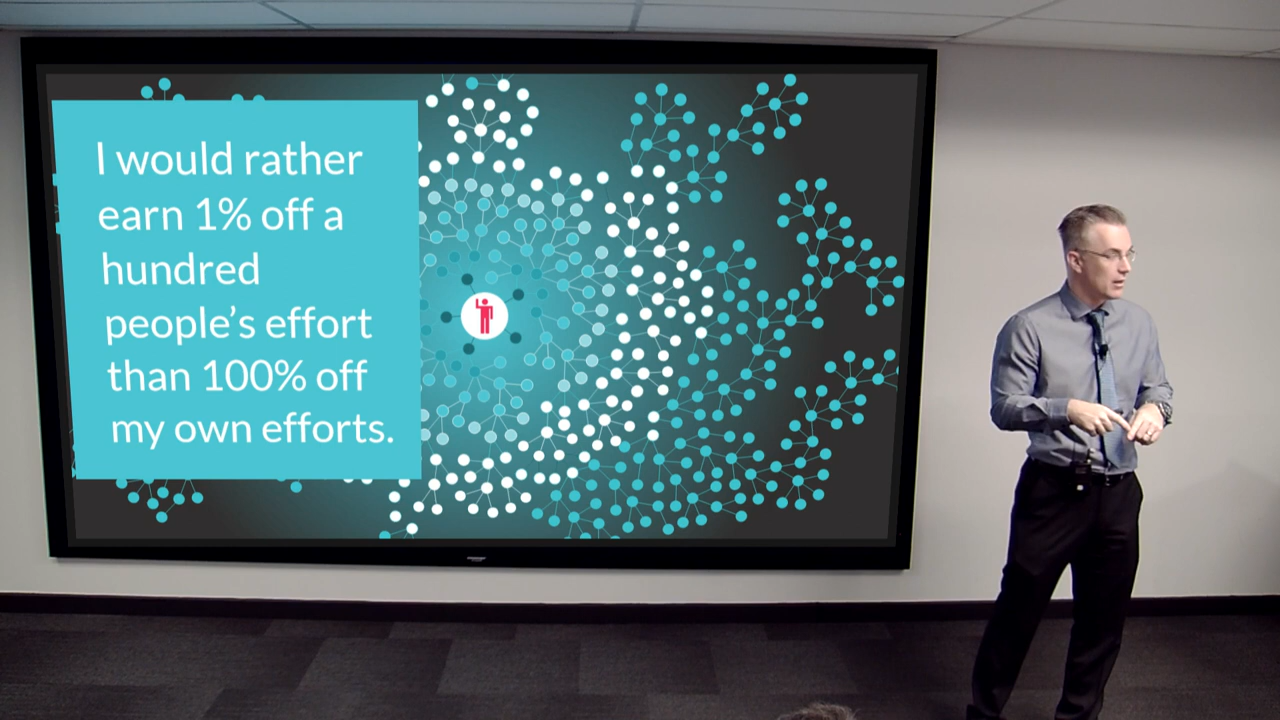 I would rather
earn 1% off a
hundred
people's effort
than 100% off
my own efforts.